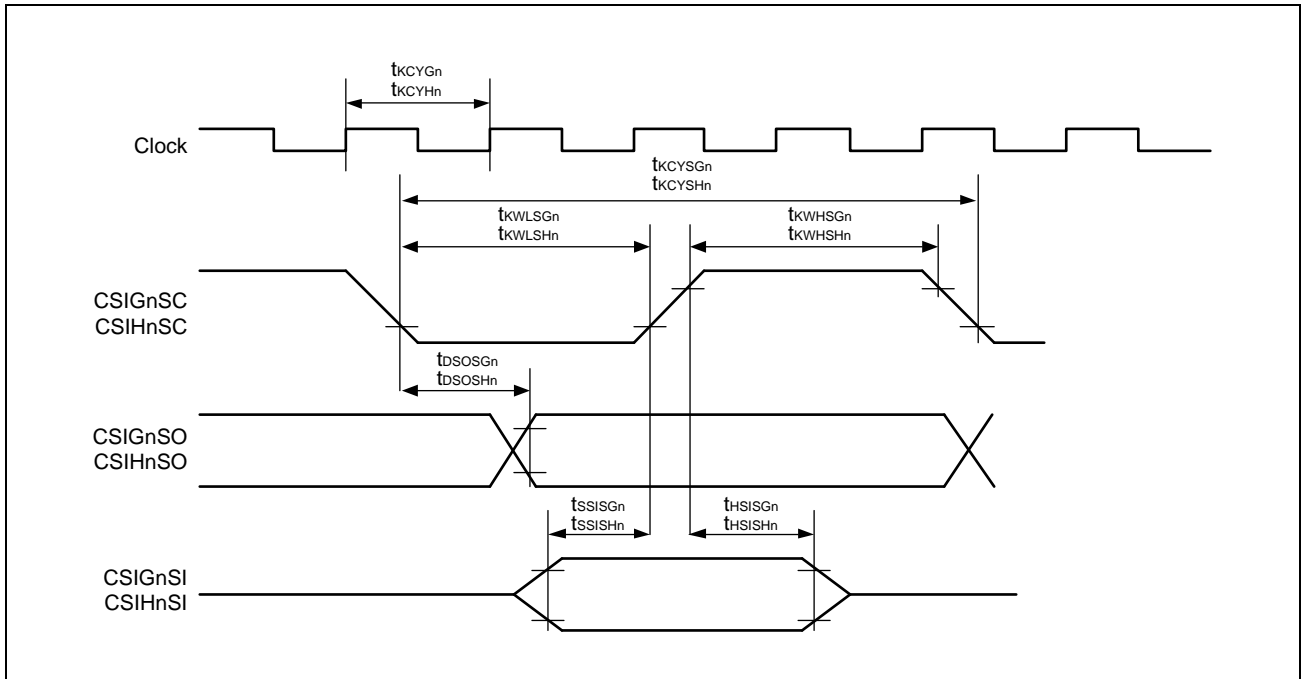 tKCYGn
tKCYHn
Clock
tKCYSGn
tKCYSHn
tKWLSGn
tKWLSHn
tKWHSGn
tKWHSHn
CSIGnSC
CSIHnSC
tDSOSGn
tDSOSHn
CSIGnSO
CSIHnSO
tSSISGn
tSSISHn
tHSISGn
tHSISHn
CSIGnSI
CSIHnSI